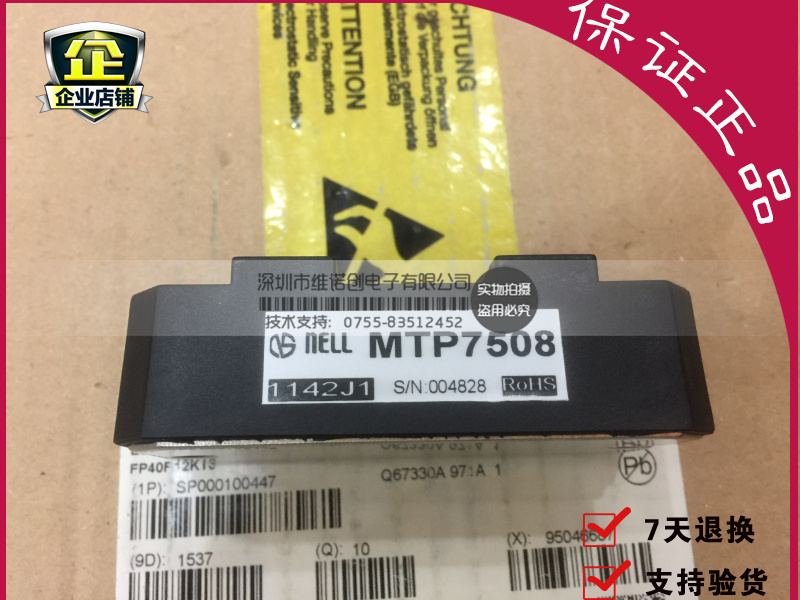 企
企业店铺
保证正品
ATTENTION
ACHTUNG
深圳市维诺创电子有限公司
实物拍摄
盗用必究
技术支持: 0755-83512452
NELL MTP7508
1142J1 S/N:004828 RoHS
FP40R12KT3
(1P): SP000100447
Q67330A 971A 1
Pb
(9D): 1537
(Q): 10
(X):
7天退换
支持验货